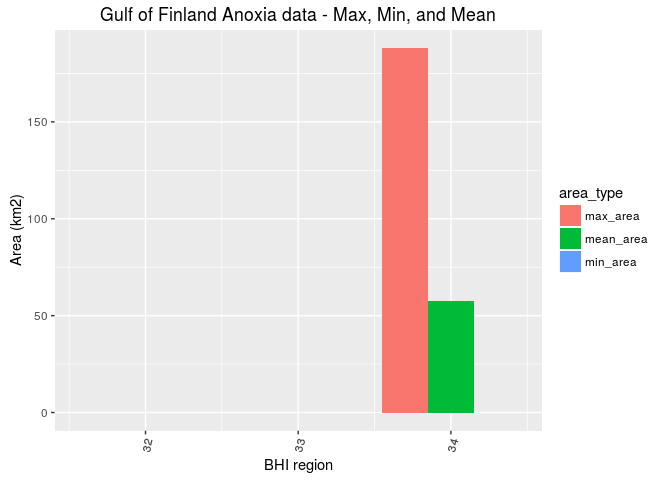 Gulf of Finland Anoxia data - Max, Min, and Mean
Area (km2)
150
100
50
0
32
33
34
BHI region
area_type
max_area
mean_area
min_area